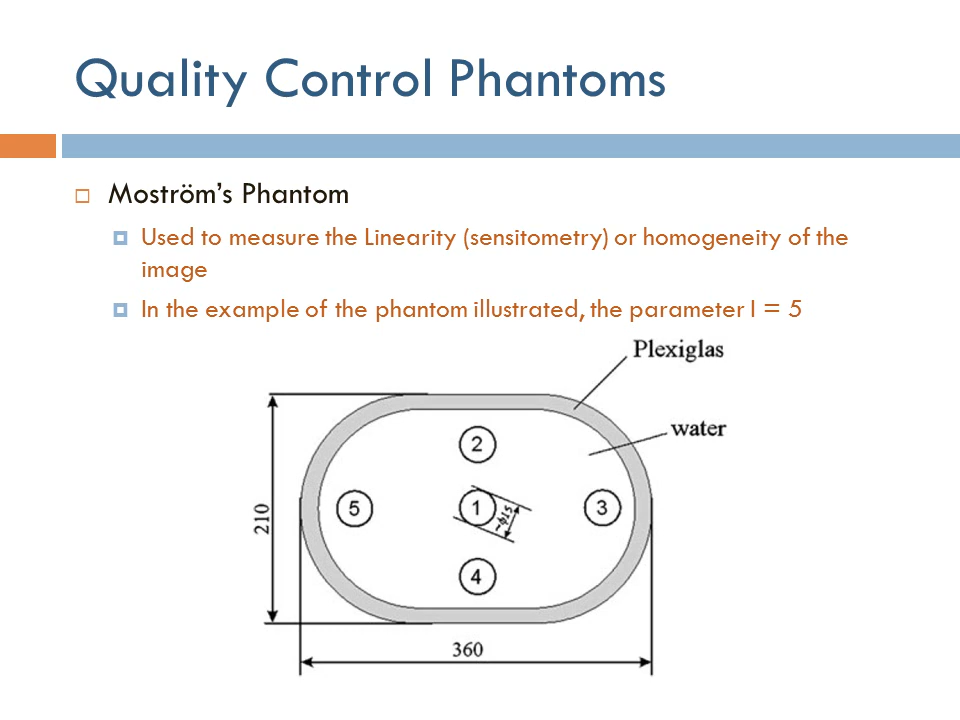 Quality Control Phantoms
Moström’s Phantom
Used to measure the Linearity (sensitometry) or homogeneity of the
image
In the example of the phantom illustrated, the parameter I = 5
Plexiglas
water
2
5
1
3
~ϕ15
4
210
360